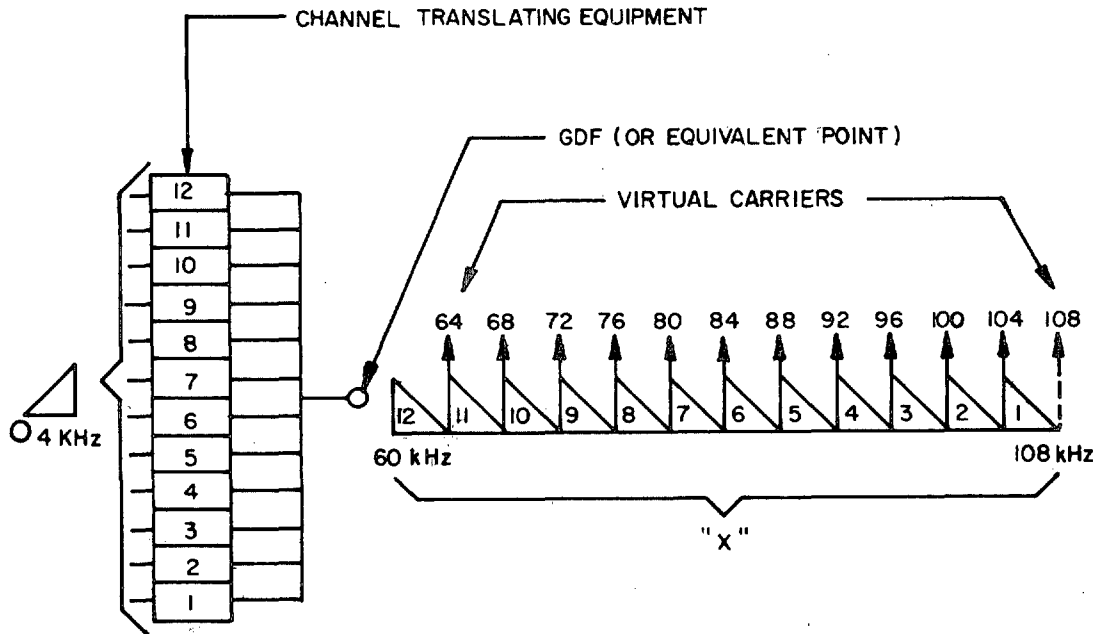 CHANNEL TRANSLATING EQUIPMENT
GDF (OR EQUIVALENT POINT)
VIRTUAL CARRIERS
12
11
10
9
8
7
6
5
4
3
2
1
O 4 KHz
64 68 72 76 80 84 88 92 96 100 104 108
12 11 10 9 8 7 6 5 4 3 2 1
60 kHz 108 kHz
"X"